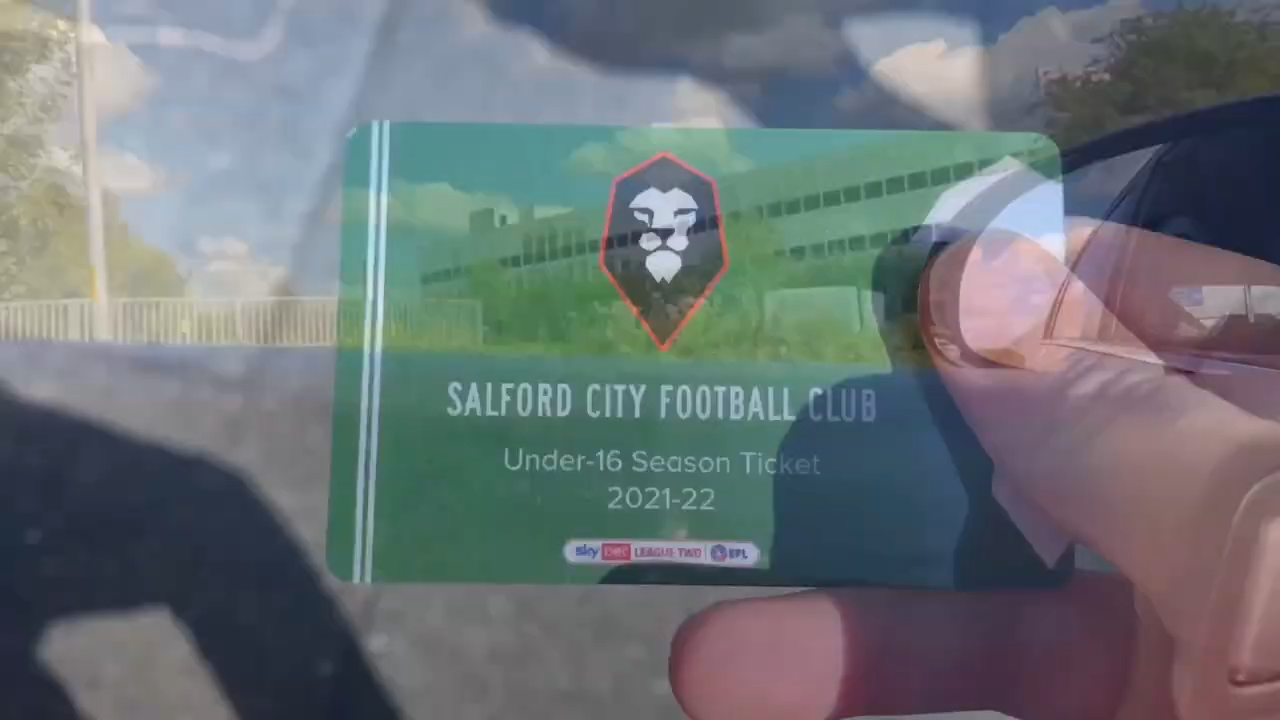 SALFORD CITY FOOTBALL CLUB
Under-16 Season Ticket
2021-22
sky bet LEAGUE TWO EFL